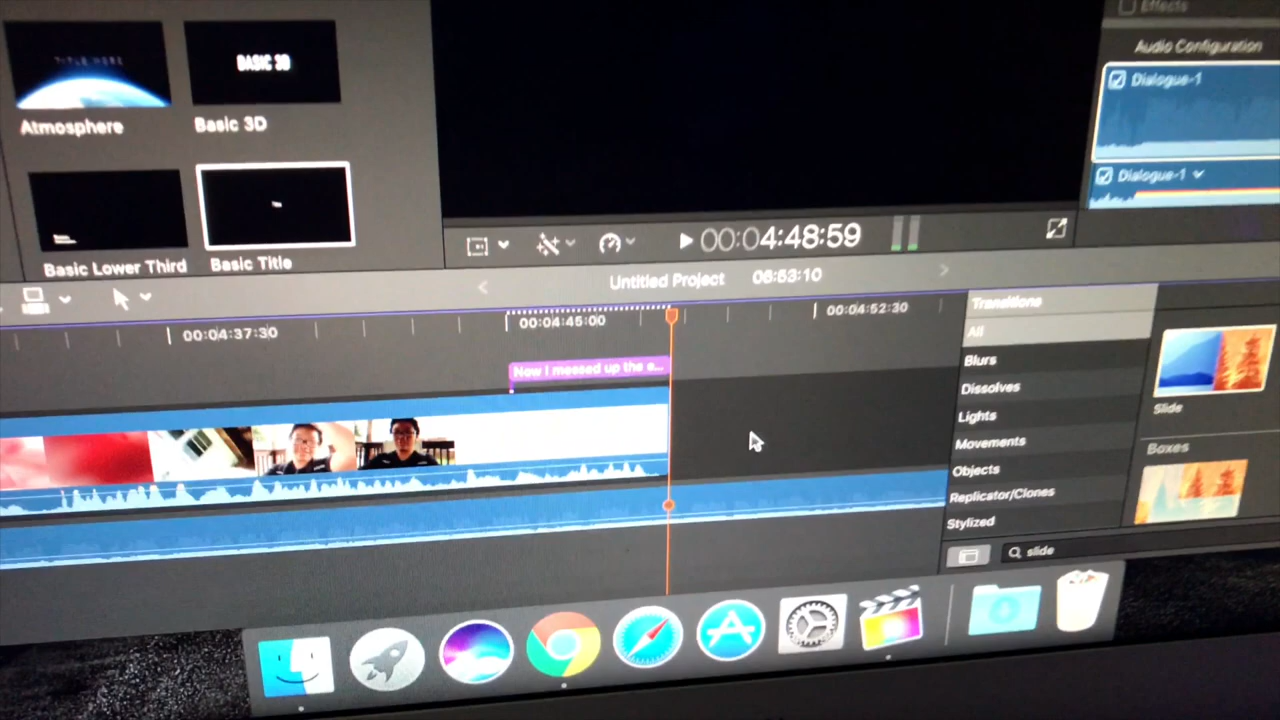 Effects
Audio Configuration
TITLE HERE
BASIC 3D
Dialogue-1
Atmosphere
Basic 3D
Dialogue-1
Basic Lower Third
Basic Title
00:04:48:59
Untitled Project
06:53:10
00:04:37:30
00:04:45:00
00:04:52:30
Transitions
All
Blurs
Dissolves
Lights
Movements
Objects
Replicator/Clones
Stylized
Slide
Boxes
Now I messed up the e...
slide